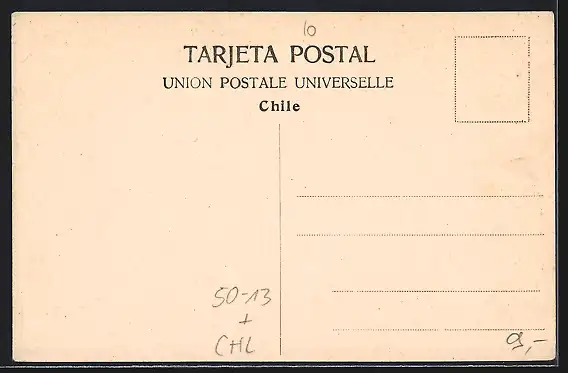 10
TARJETA POSTAL
UNION POSTALE UNIVERSELLE
Chile
50-13
+
CHL
9,-